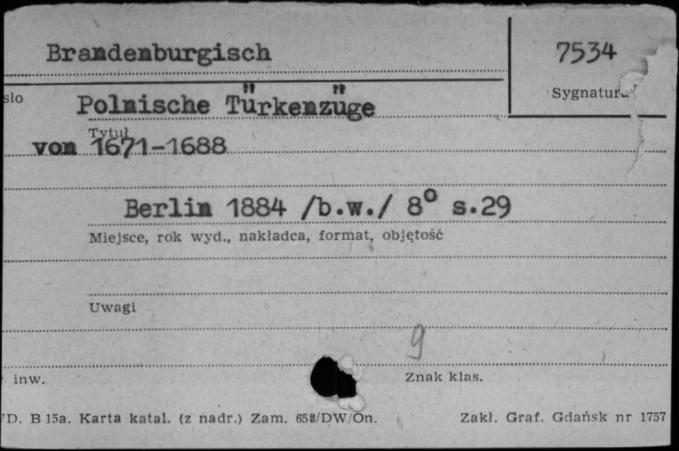 Brandenburgisch
7534
Sygnatura
sło
Polnische Türkenzüge
Tytuł
von 1671-1688
Berlin 1884 /b.w./ 8° s.29
Miejsce, rok wyd., nakładca, format, objętość
Uwagi
9
inw.
Znak klas.
/D. B 15a. Karta katal. (z nadr.) Zam. 658/DW/On.
Zakł. Graf. Gdańsk nr 1757